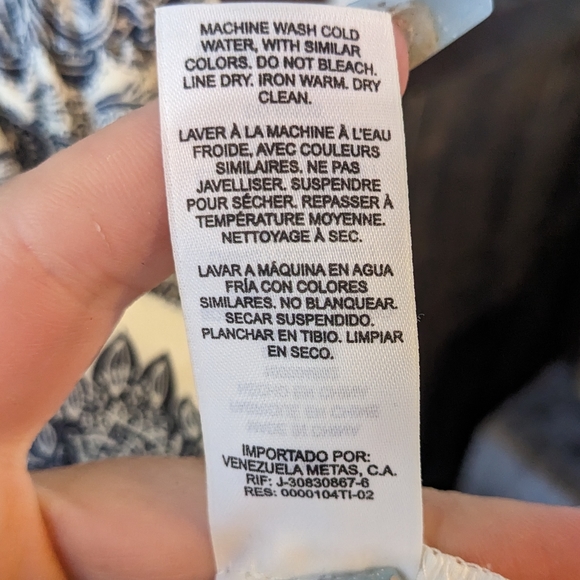 MACHINE WASH COLD
WATER, WITH SIMILAR
COLORS. DO NOT BLEACH.
LINE DRY. IRON WARM. DRY
CLEAN.
LAVER À LA MACHINE À L'EAU
FROIDE, AVEC COULEURS
SIMILAIRES. NE PAS
JAVELLISER. SUSPENDRE
POUR SÉCHER. REPASSER À
TEMPÉRATURE MOYENNE.
NETTOYAGE À SEC.
LAVAR A MÁQUINA EN AGUA
FRÍA CON COLORES
SIMILARES. NO BLANQUEAR.
SECAR SUSPENDIDO.
PLANCHAR EN TIBIO. LIMPIAR
EN SECO.
IMPORTADO POR:
VENEZUELA METAS, C.A.
RIF: J-30830867-6
RES: 0000104TI-02